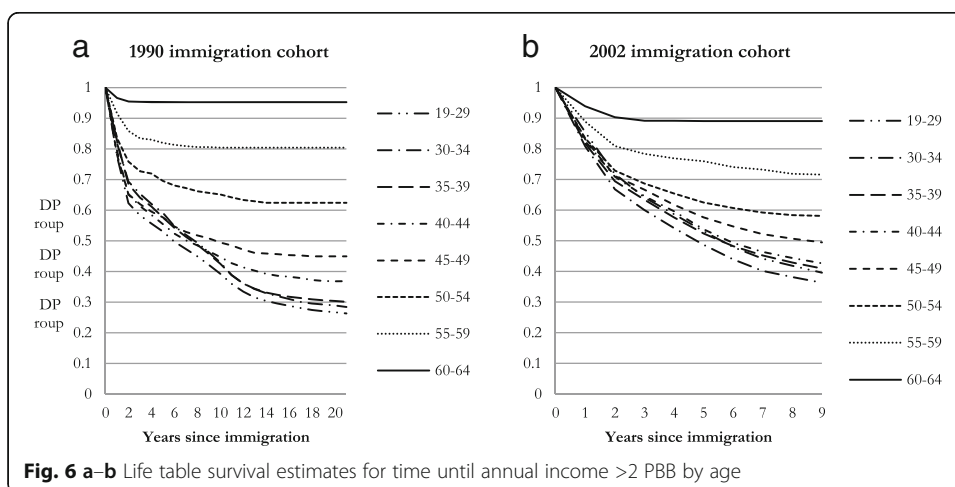 a
1990 immigration cohort
1
0.9
0.8
0.7
0.6
0.5
0.4
0.3
0.2
0.1
0
DP
roup
DP
roup
DP
roup
0 2 4 6 8 10 12 14 16 18 20
Years since immigration
19-29
30-34
35-39
40-44
45-49
50-54
55-59
60-64
b
2002 immigration cohort
1
0.9
0.8
0.7
0.6
0.5
0.4
0.3
0.2
0.1
0
0 1 2 3 4 5 6 7 8 9
Years since immigration
19-29
30-34
35-39
40-44
45-49
50-54
55-59
60-64
Fig. 6 a–b Life table survival estimates for time until annual income >2 PBB by age